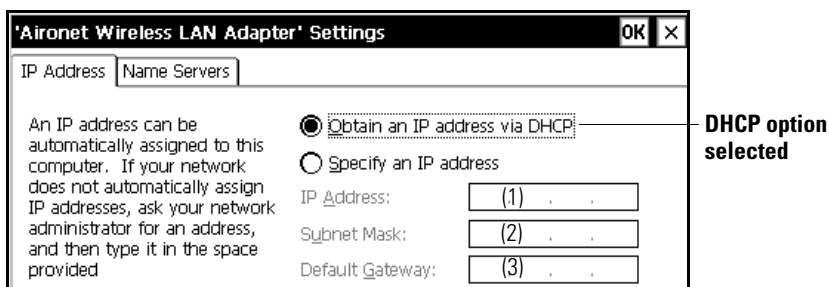 'Aironet Wireless LAN Adapter' Settings OK ×
IP Address Name Servers
An IP address can be
automatically assigned to this
computer. If your network
does not automatically assign
IP addresses, ask your network
administrator for an address,
and then type it in the space
provided
Obtain an IP address via DHCP
Specify an IP address
IP Address: (1) . .
Subnet Mask: (2) . .
Default Gateway: (3) . .
DHCP option
selected